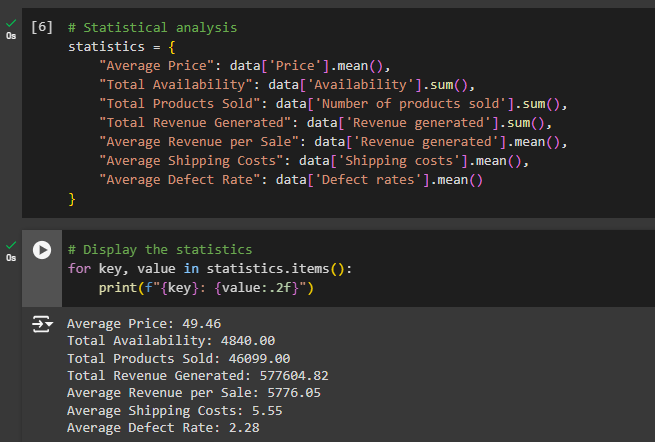 [6] # Statistical analysis
0s statistics = {
"Average Price": data['Price'].mean(),
"Total Availability": data['Availability'].sum(),
"Total Products Sold": data['Number of products sold'].sum(),
"Total Revenue Generated": data['Revenue generated'].sum(),
"Average Revenue per Sale": data['Revenue generated'].mean(),
"Average Shipping Costs": data['Shipping costs'].mean(),
"Average Defect Rate": data['Defect rates'].mean()
}
# Display the statistics
0s for key, value in statistics.items():
print(f"{key}: {value:.2f}")
Average Price: 49.46
Total Availability: 4840.00
Total Products Sold: 46099.00
Total Revenue Generated: 577604.82
Average Revenue per Sale: 5776.05
Average Shipping Costs: 5.55
Average Defect Rate: 2.28